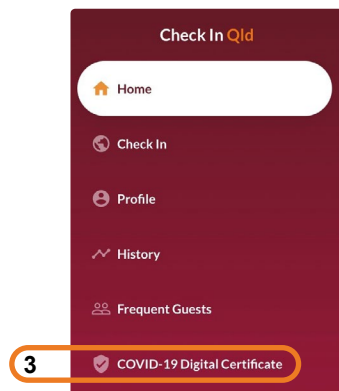 Check In Qld
Home
Check In
Profile
History
Frequent Guests
3 COVID-19 Digital Certificate